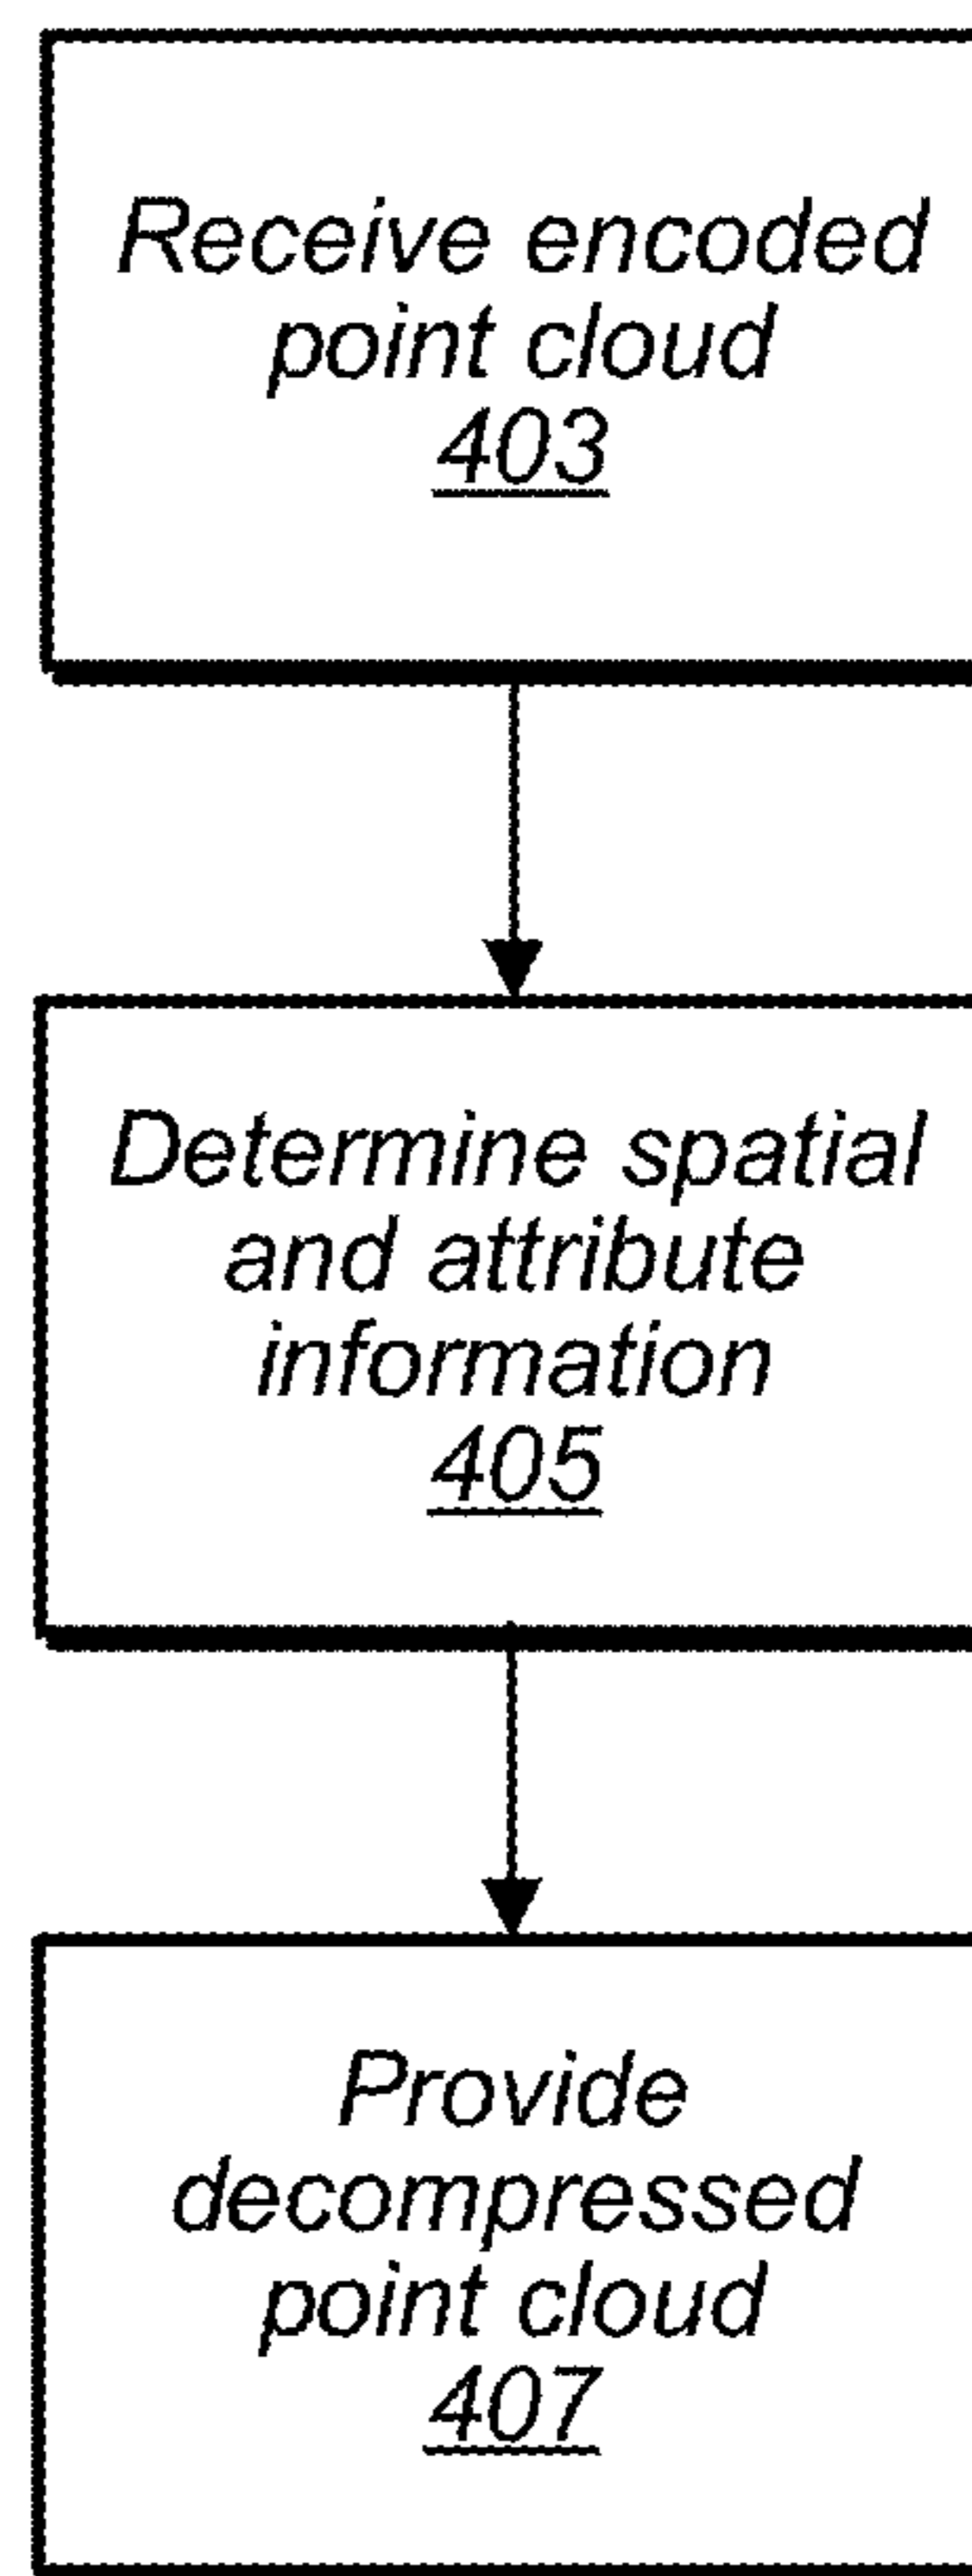 Receive encoded
point cloud
403
Determine spatial
and attribute
information
405
Provide
decompressed
point cloud
407